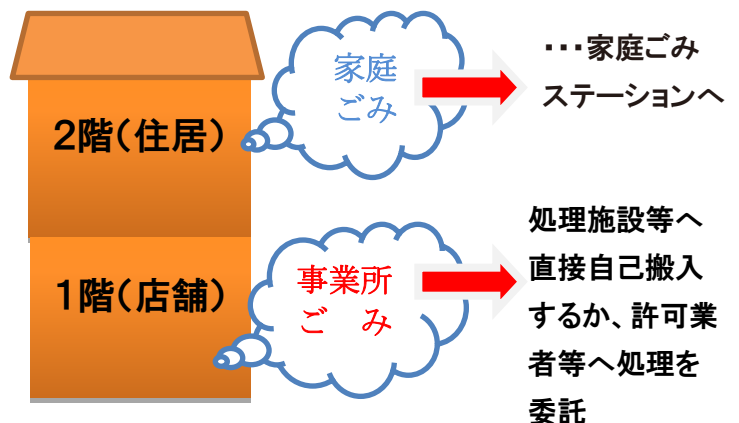 2階(住居)
家庭
ごみ
・・・家庭ごみ
ステーションへ
1階(店舗)
事業所
ご み
処理施設等へ
直接自己搬入
するか、許可業
者等へ処理を
委託